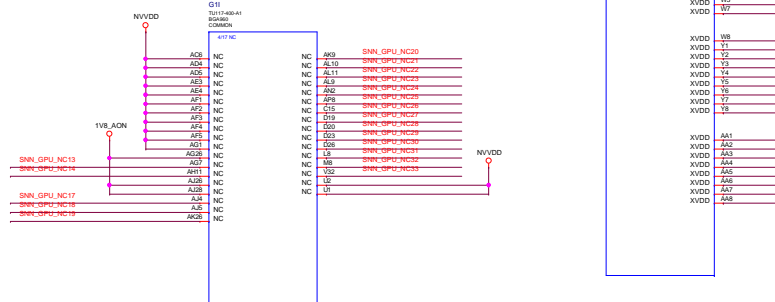 G1I
TU117-400-A1
BGA960
COMMON
NVVDD
4/17 NC
AC6 NC
AD4 NC
AD5 NC
AE3 NC
AE4 NC
AF1 NC
AF2 NC
AF3 NC
AF4 NC
AF5 NC
AG1 NC
1V8_AON
AG26 NC
SNN_GPU_NC13 AG7 NC
SNN_GPU_NC14 AH11 NC
AJ26 NC
AJ28 NC
SNN_GPU_NC17 AJ4 NC
SNN_GPU_NC18 AJ5 NC
SNN_GPU_NC19 AK26 NC
NC AK9 SNN_GPU_NC20
NC AL10 SNN_GPU_NC21
NC AL11 SNN_GPU_NC22
NC AL9 SNN_GPU_NC23
NC AN2 SNN_GPU_NC24
NC AP8 SNN_GPU_NC25
NC C15 SNN_GPU_NC26
NC D19 SNN_GPU_NC27
NC D20 SNN_GPU_NC28
NC D23 SNN_GPU_NC29
NC D26 SNN_GPU_NC30
NC L8 SNN_GPU_NC31
NC M8 SNN_GPU_NC32
NC V32 SNN_GPU_NC33
NC U2
NC U1
NVVDD
XVDD
XVDD W7
XVDD W8
XVDD Y1
XVDD Y2
XVDD Y3
XVDD Y4
XVDD Y5
XVDD Y6
XVDD Y7
XVDD Y8
XVDD AA1
XVDD AA2
XVDD AA3
XVDD AA4
XVDD AA5
XVDD AA6
XVDD AA7
XVDD AA8